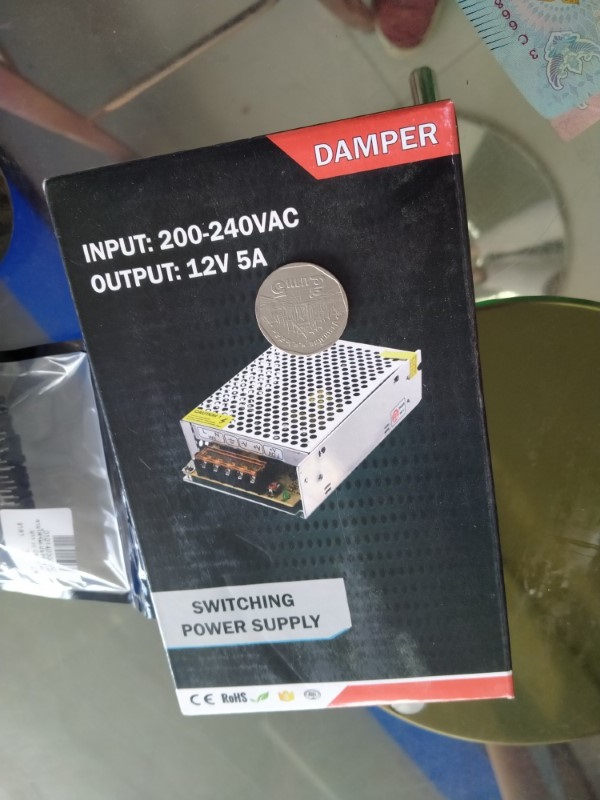 DAMPER
INPUT: 200-240VAC
OUTPUT: 12V 5A
SWITCHING
POWER SUPPLY
CE RoHS